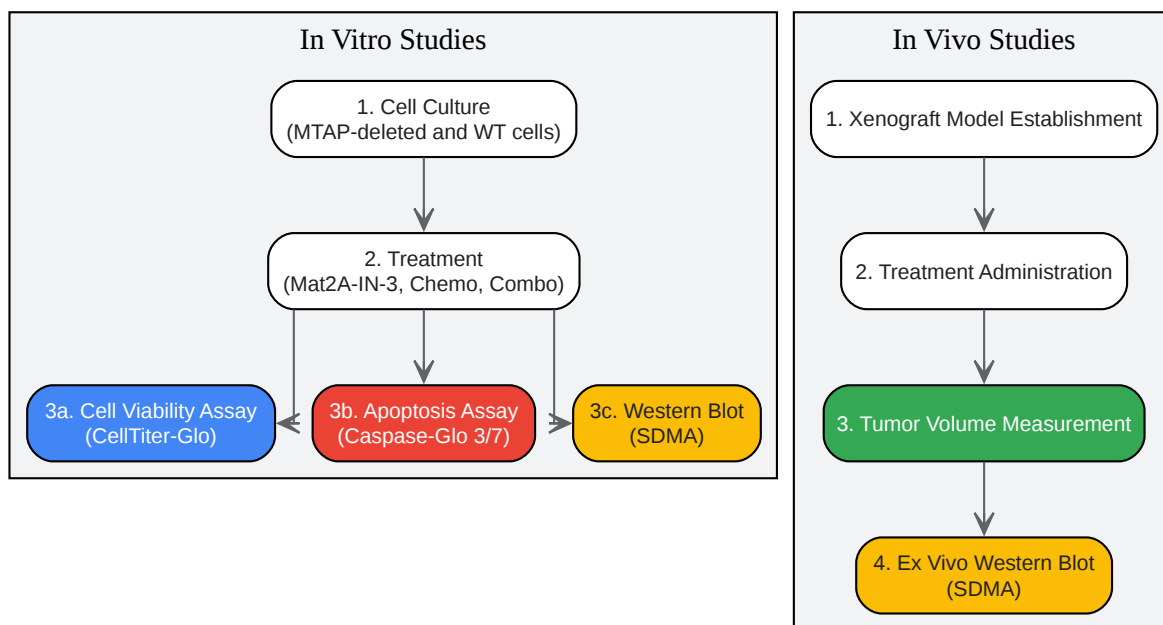 In Vitro Studies
1. Cell Culture
(MTAP-deleted and WT cells)
2. Treatment
(Mat2A-IN-3, Chemo, Combo)
3a. Cell Viability Assay
(CellTiter-Glo)
3b. Apoptosis Assay
(Caspase-Glo 3/7)
3c. Western Blot
(SDMA)
In Vivo Studies
1. Xenograft Model Establishment
2. Treatment Administration
3. Tumor Volume Measurement
4. Ex Vivo Western Blot
(SDMA)